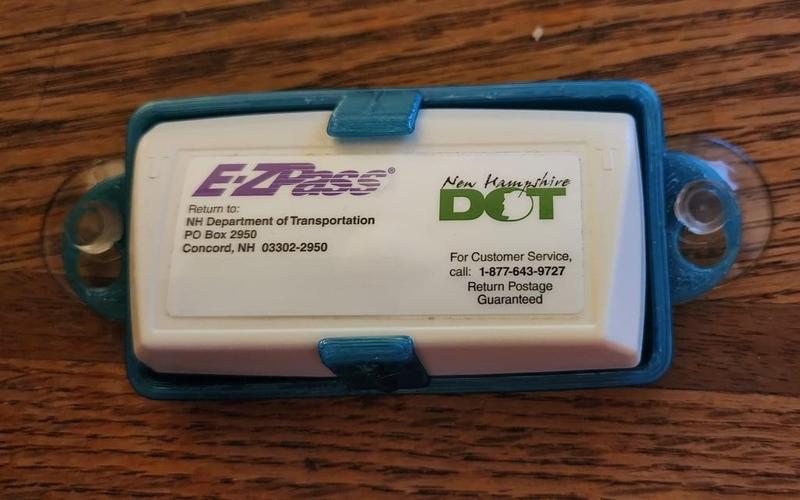 E-ZPass®
Return to:
NH Department of Transportation
PO Box 2950
Concord, NH 03302-2950
New Hampshire
DOT
For Customer Service,
call: 1-877-643-9727
Return Postage
Guaranteed